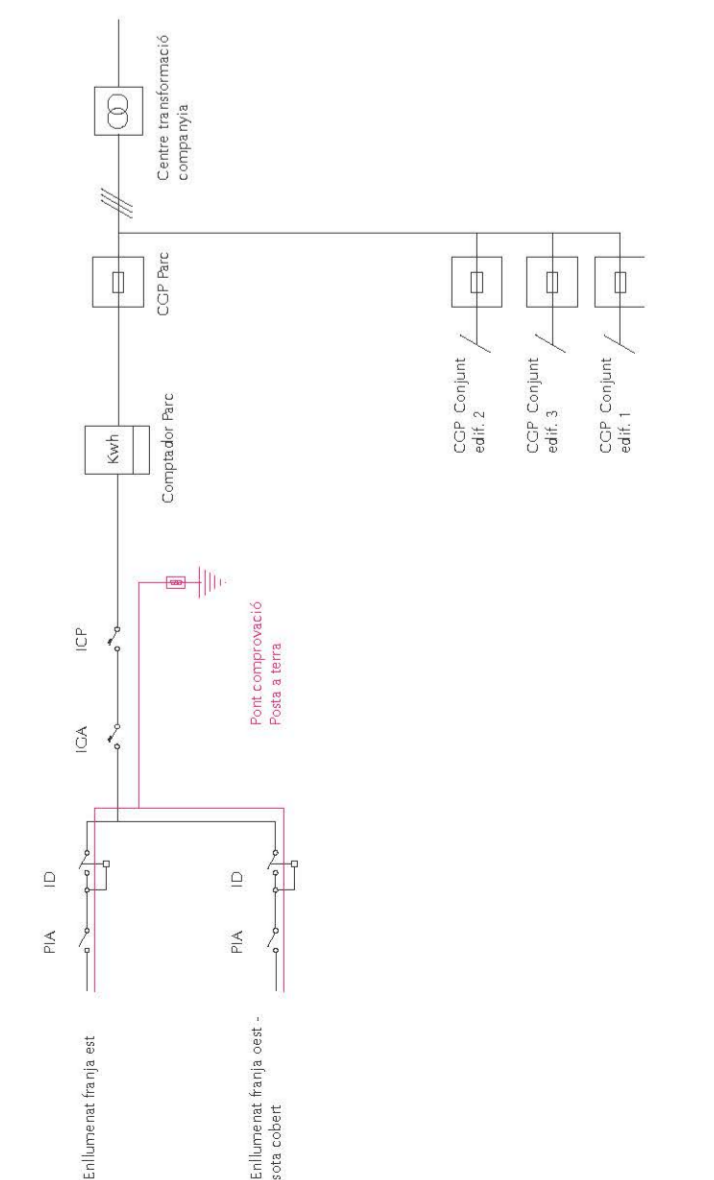 Centre transformació
companyia
CGP Parc
Comptador Parc
Kwh
ICP
IGA
ID
PIA
Enllumenat franja est
ID
PIA
Enllumenat franja oest -
sota cobert
Pont comprovació
Posta a terra
CGP Conjunt
edif. 2
CGP Conjunt
edif. 3
CGP Conjunt
edif. 1